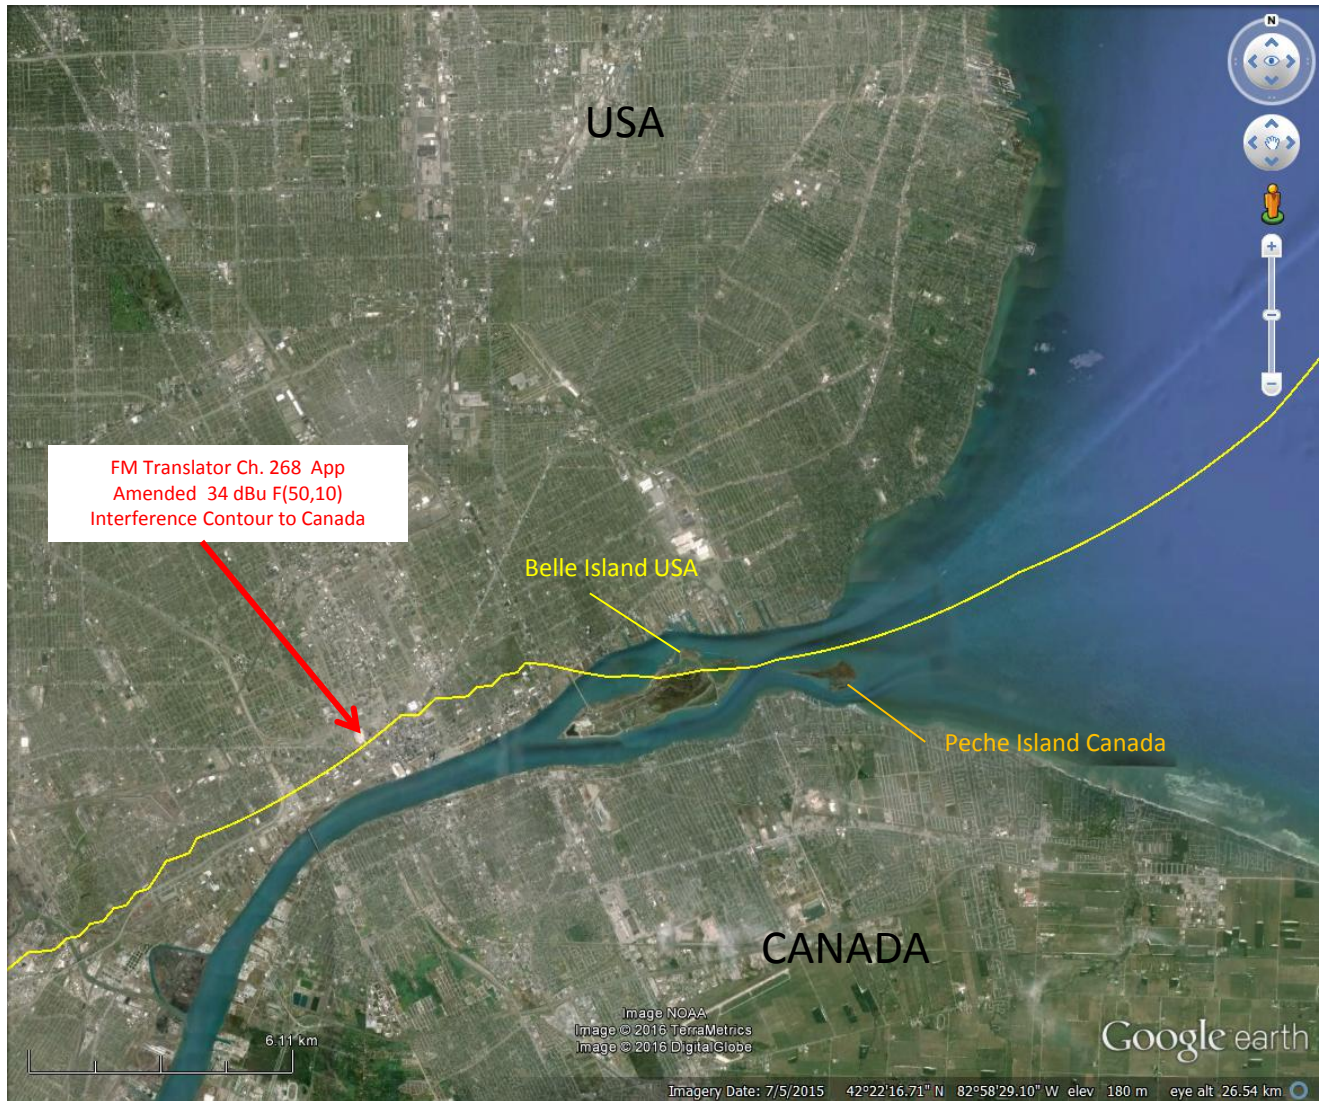 N
USA
FM Translator Ch. 268 App
Amended 34 dBu F(50,10)
Interference Contour to Canada
Belle Island USA
Peche Island Canada
CANADA
Image NOAA
Image © 2016 TerraMetrics
Image © 2016 DigitalGlobe
Google earth
6.11 km
Imagery Date: 7/5/2015 42°22'16.71" N 82°58'29.10" W elev 180 m eye alt 26.54 km